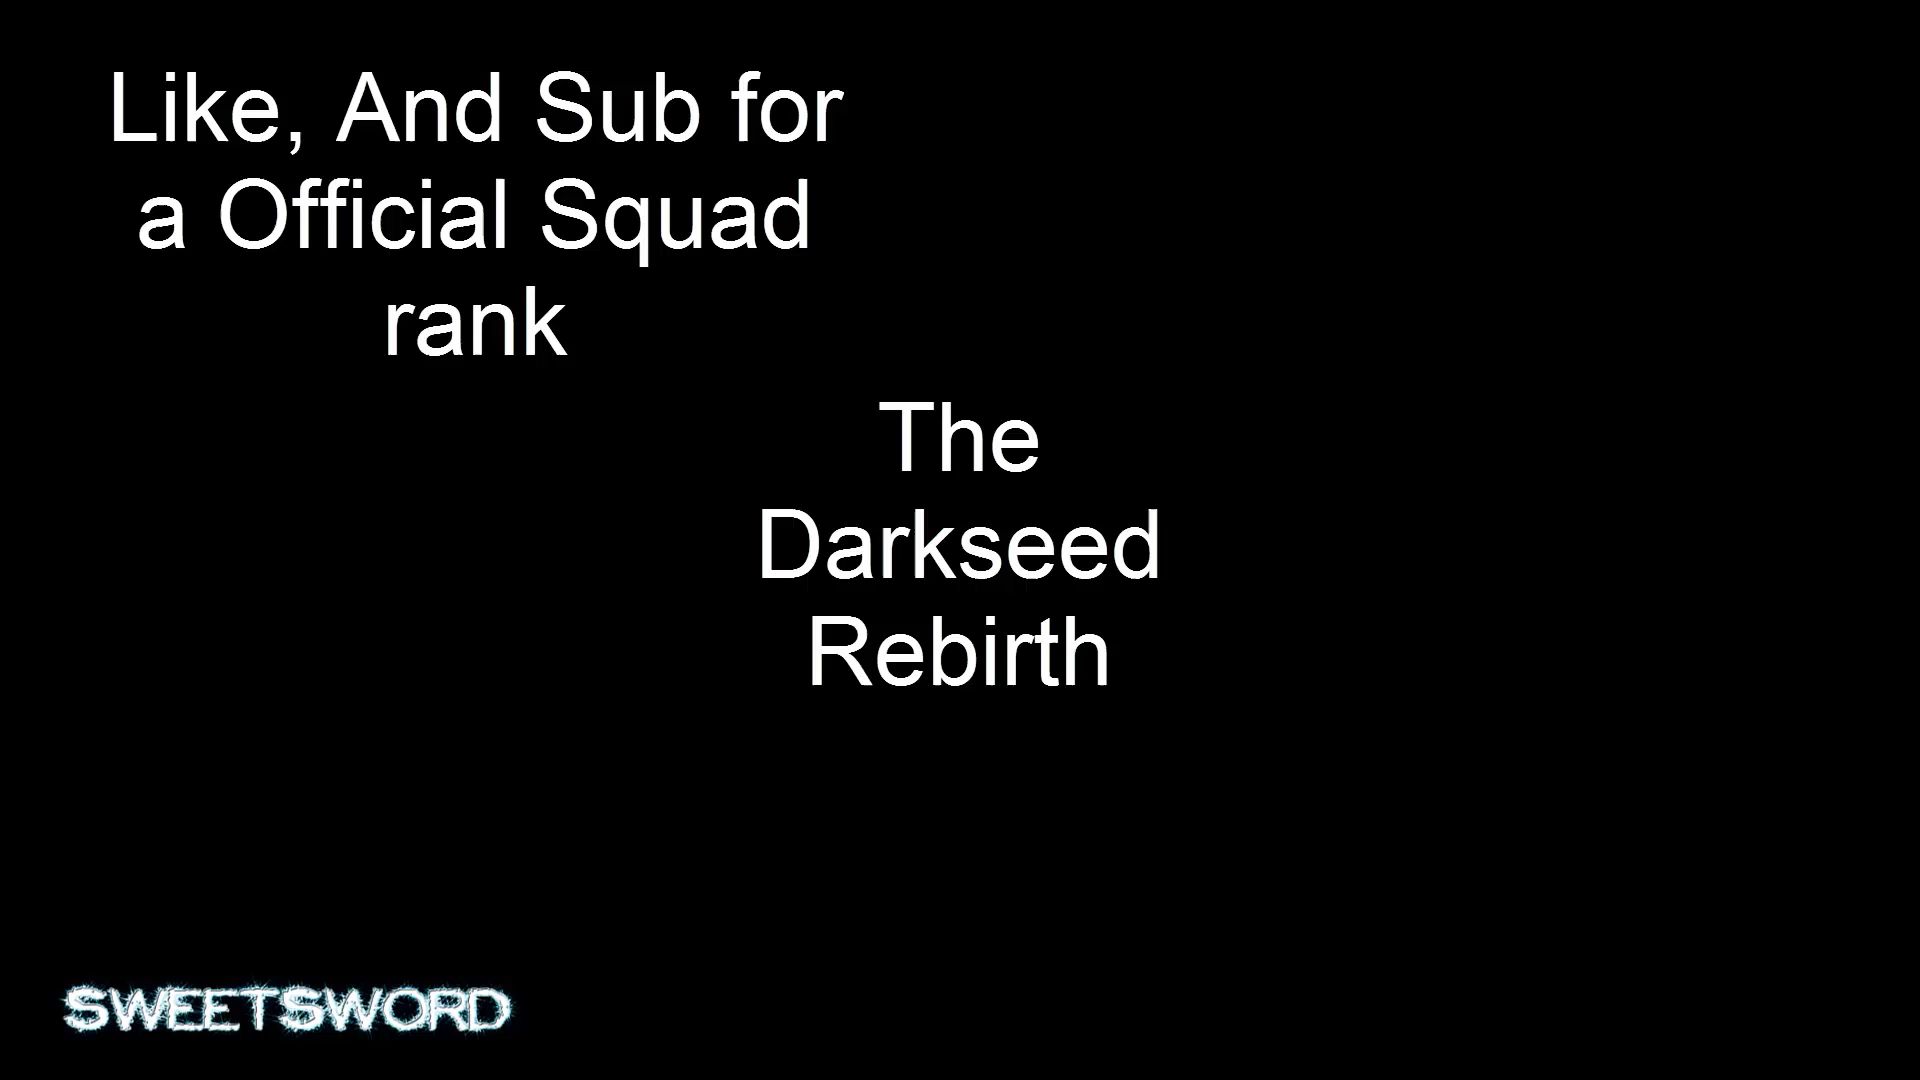 Like, And Sub for
a Official Squad
rank
The
Darkseed
Rebirth
SWEETSWORD